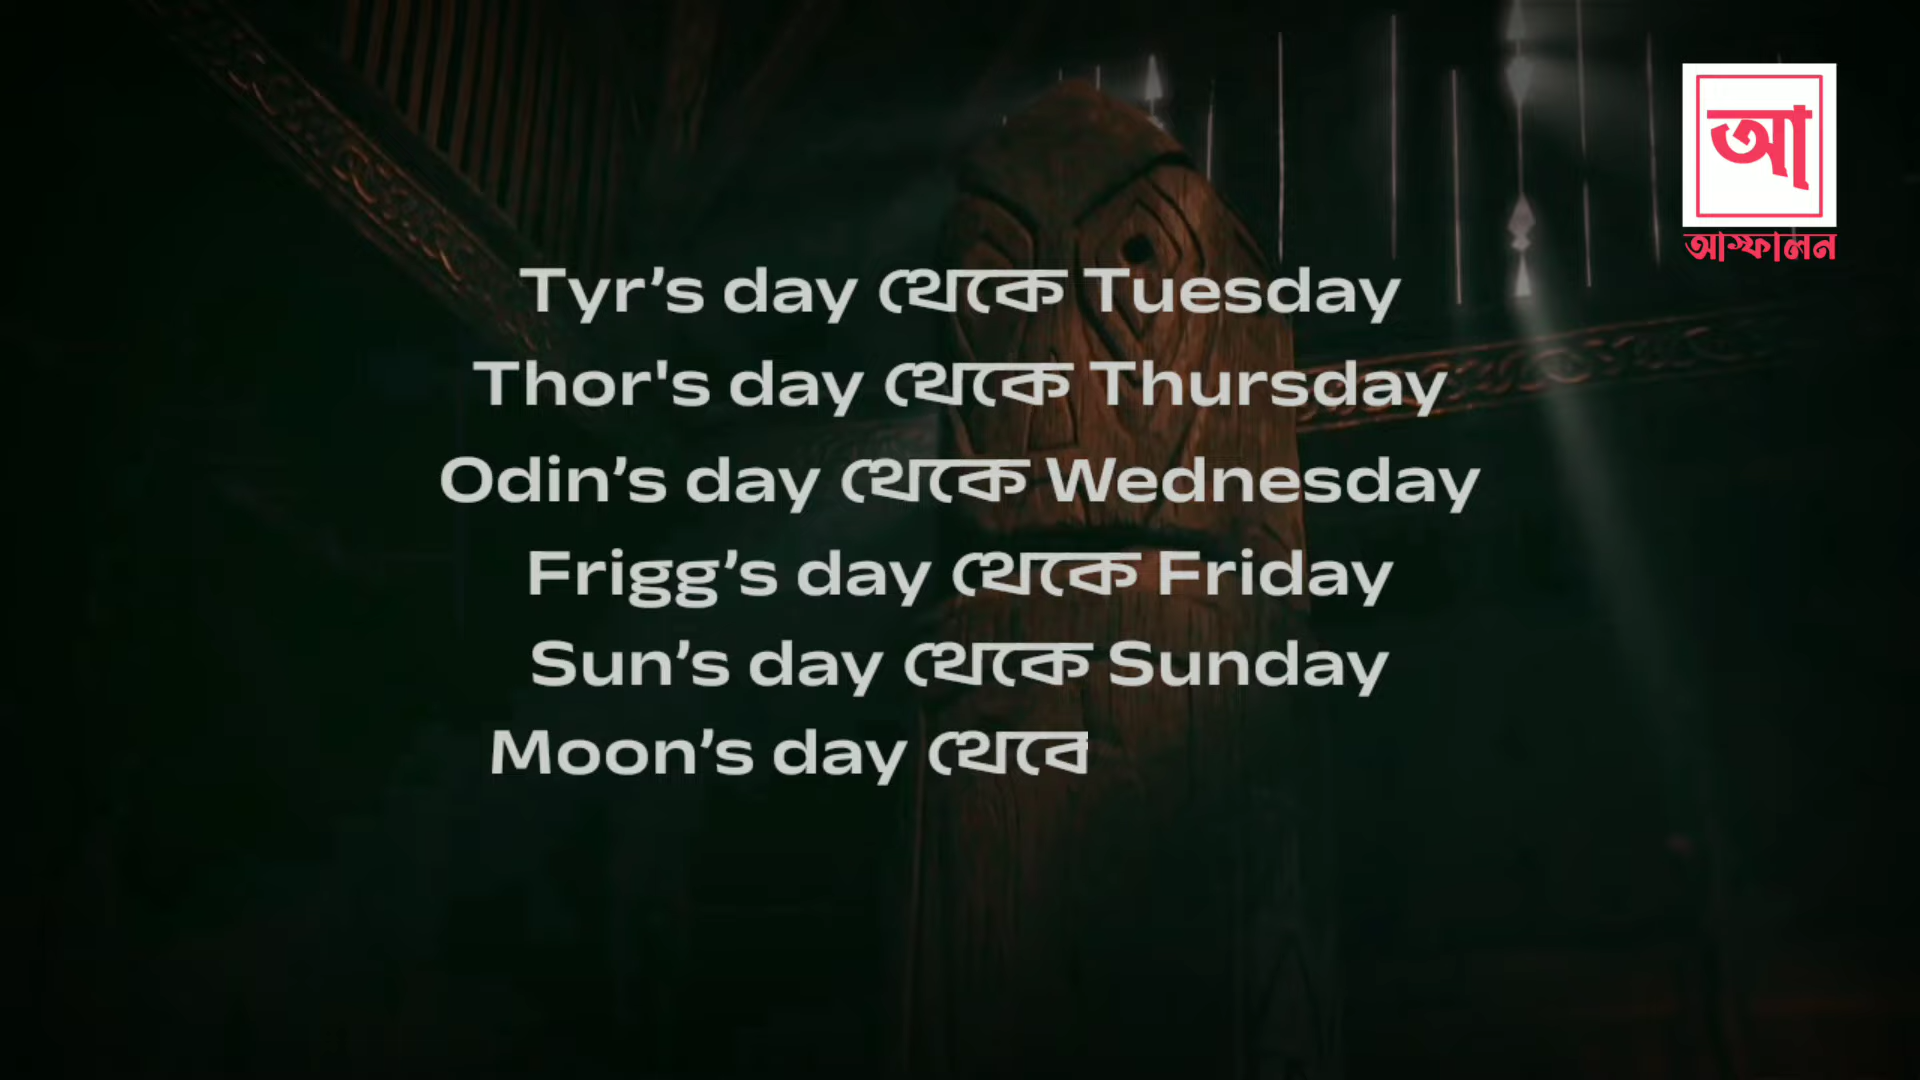 আ
আস্ফালন
Tyr’s day থেকে Tuesday
Thor's day থেকে Thursday
Odin’s day থেকে Wednesday
Frigg’s day থেকে Friday
Sun’s day থেকে Sunday
Moon’s day